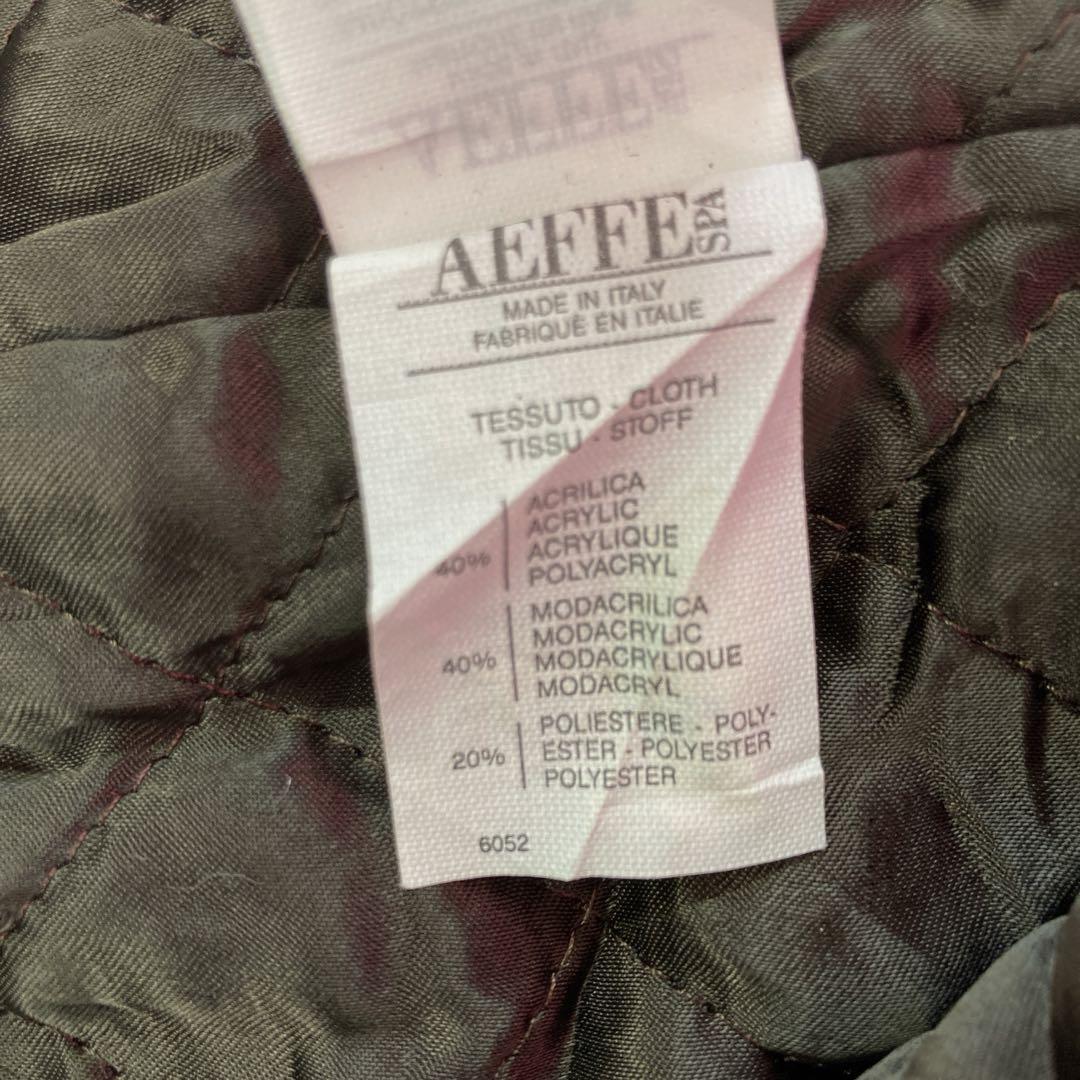 AEFFE SPA
MADE IN ITALY
FABRIQUÉ EN ITALIE
TESSUTO - CLOTH
TISSU - STOFF
40%
ACRILICA
ACRYLIC
ACRYLIQUE
POLYACRYL
40%
MODACRILICA
MODACRYLIC
MODACRYLIQUE
MODACRYL
20%
POLIESTERE - POLY-
ESTER - POLYESTER
POLYESTER
6052